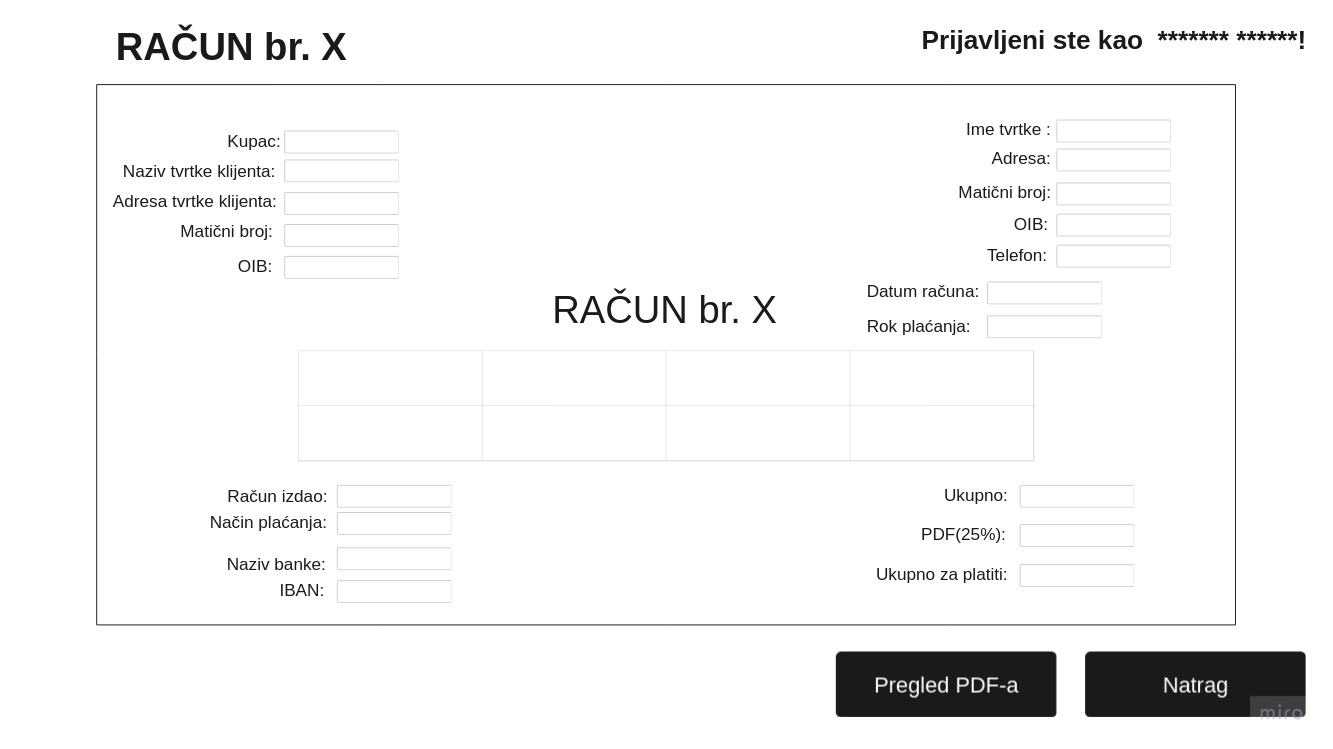 RAČUN br. X
Prijavljeni ste kao ******* ******!
Kupac:
Naziv tvrtke klijenta:
Adresa tvrtke klijenta:
Matični broj:
OIB:
Ime tvrtke :
Adresa:
Matični broj:
OIB:
Telefon:
Datum računa:
Rok plaćanja:
RAČUN br. X
Račun izdao:
Način plaćanja:
Naziv banke:
IBAN:
Ukupno:
PDF(25%):
Ukupno za platiti:
Pregled PDF-a
Natrag
miro